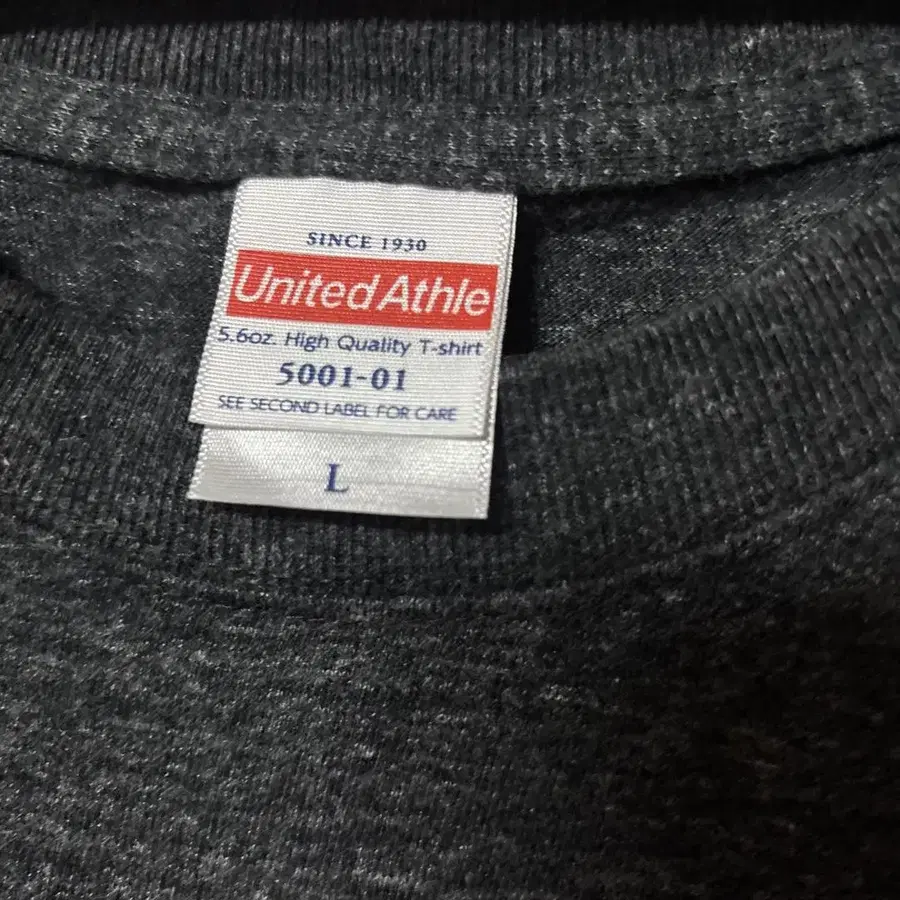 SINCE 1930
United Athle
5.6oz. High Quality T-shirt
5001-01
SEE SECOND LABEL FOR CARE
L